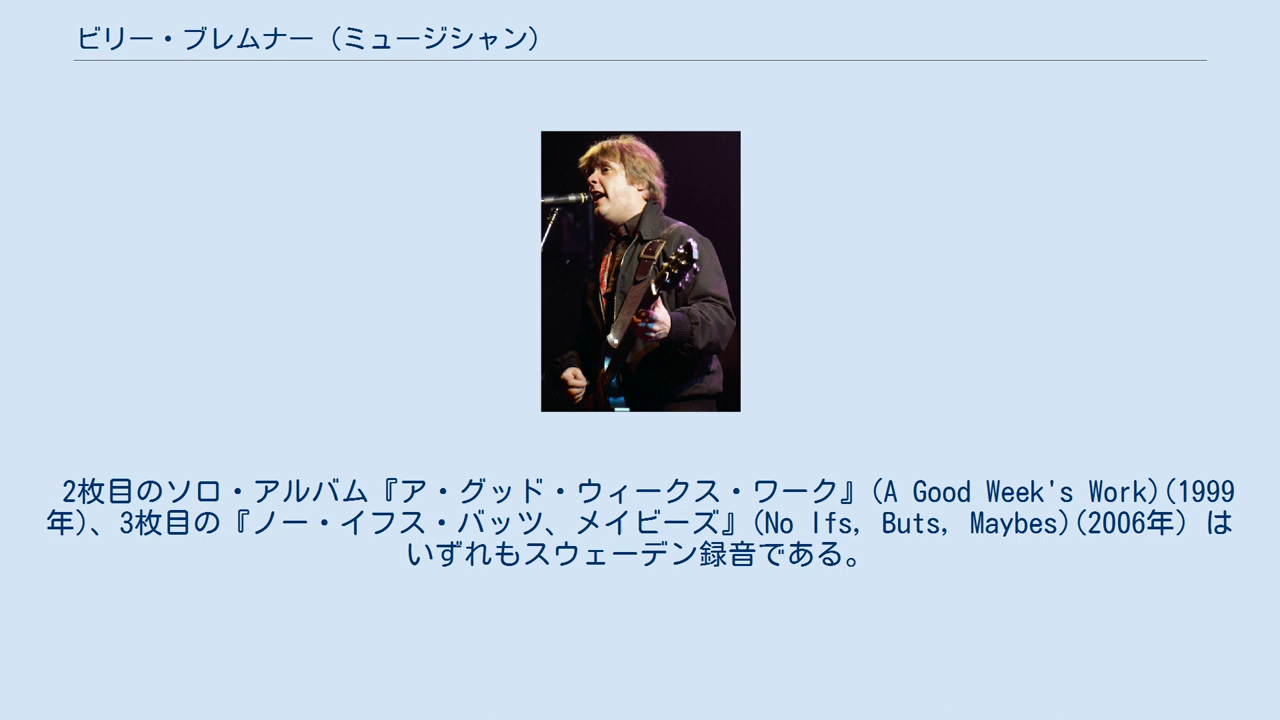 ビリー・ブレムナー（ミュージシャン）
2枚目のソロ・アルバム『ア・グッド・ウィークス・ワーク』(A Good Week's Work)(1999
年)、3枚目の『ノー・イフス・バッツ、メイビーズ』(No Ifs, Buts, Maybes)(2006年) は
いずれもスウェーデン録音である。